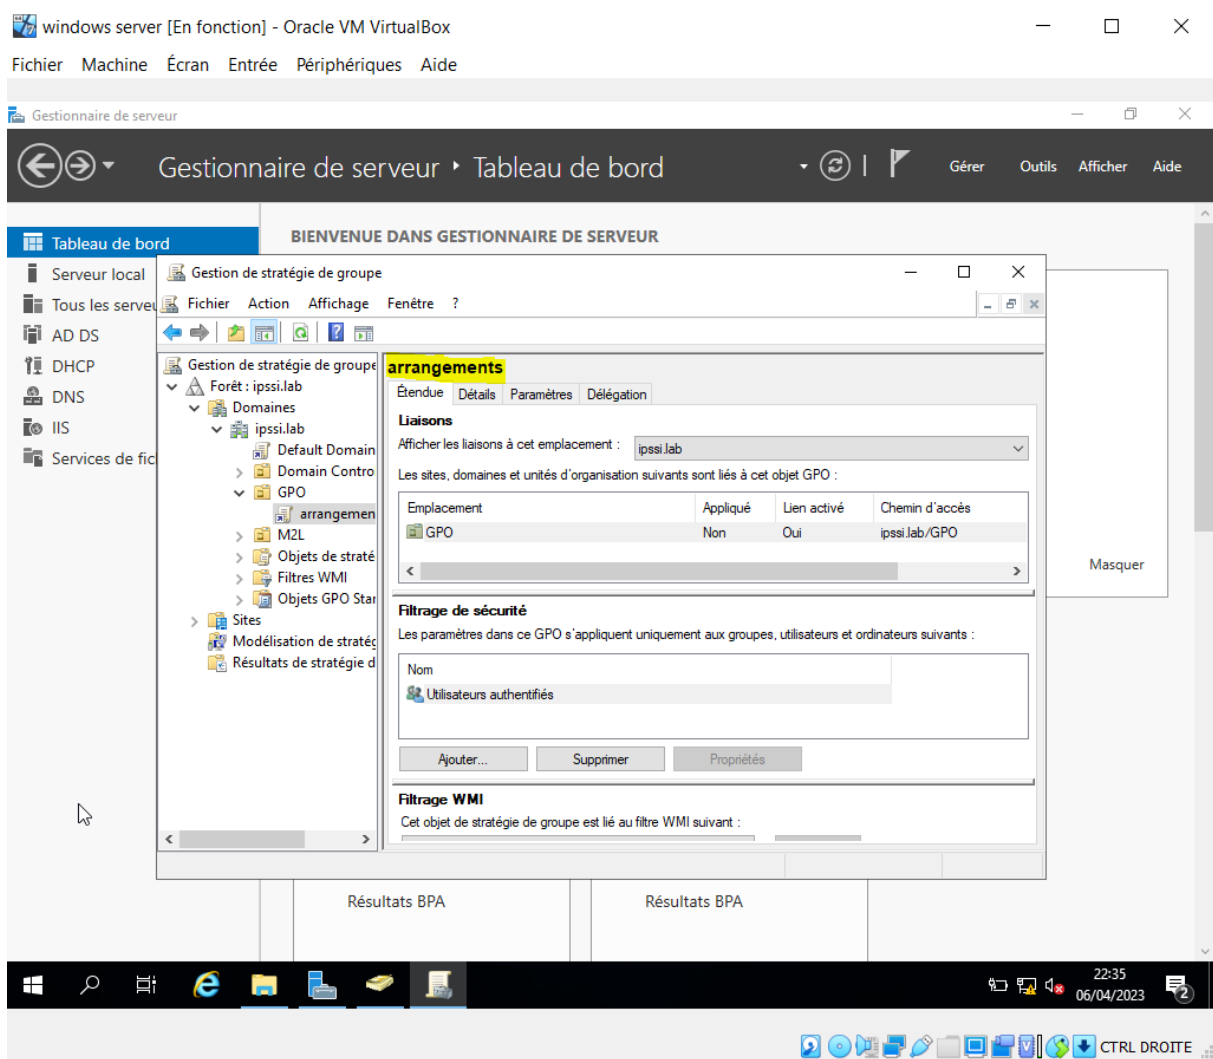 windows server [En fonction] - Oracle VM VirtualBox
Fichier Machine Écran Entrée Périphériques Aide
Gestionnaire de serveur
Gestionnaire de serveur Tableau de bord
Gérer Outils Afficher Aide
Tableau de bord
Serveur local
Tous les serveu
AD DS
DHCP
DNS
IIS
Services de fic
BIENVENUE DANS GESTIONNAIRE DE SERVEUR
Gestion de stratégie de groupe
Fichier Action Affichage Fenêtre ?
Gestion de stratégie de groupe
Forêt : ipssi.lab
Domaines
ipssi.lab
Default Domain
Domain Contro
GPO
arrangemen
M2L
Objets de straté
Filtres WMI
Objets GPO Star
Sites
Modélisation de stratég
Résultats de stratégie d
arrangements
Étendue Détails Paramètres Délégation
Liaisons
Afficher les liaisons à cet emplacement : ipssi.lab
Les sites, domaines et unités d'organisation suivants sont liés à cet objet GPO :
Emplacement Appliqué Lien activé Chemin d'accès
GPO Non Oui ipssi.lab/GPO
Filtrage de sécurité
Les paramètres dans ce GPO s'appliquent uniquement aux groupes, utilisateurs et ordinateurs suivants :
Nom
Utilisateurs authentifiés
Ajouter... Supprimer Propriétés
Filtrage WMI
Cet objet de stratégie de groupe est lié au filtre WMI suivant :
Masquer
Résultats BPA
Résultats BPA
22:35
06/04/2023
2
CTRL DROITE